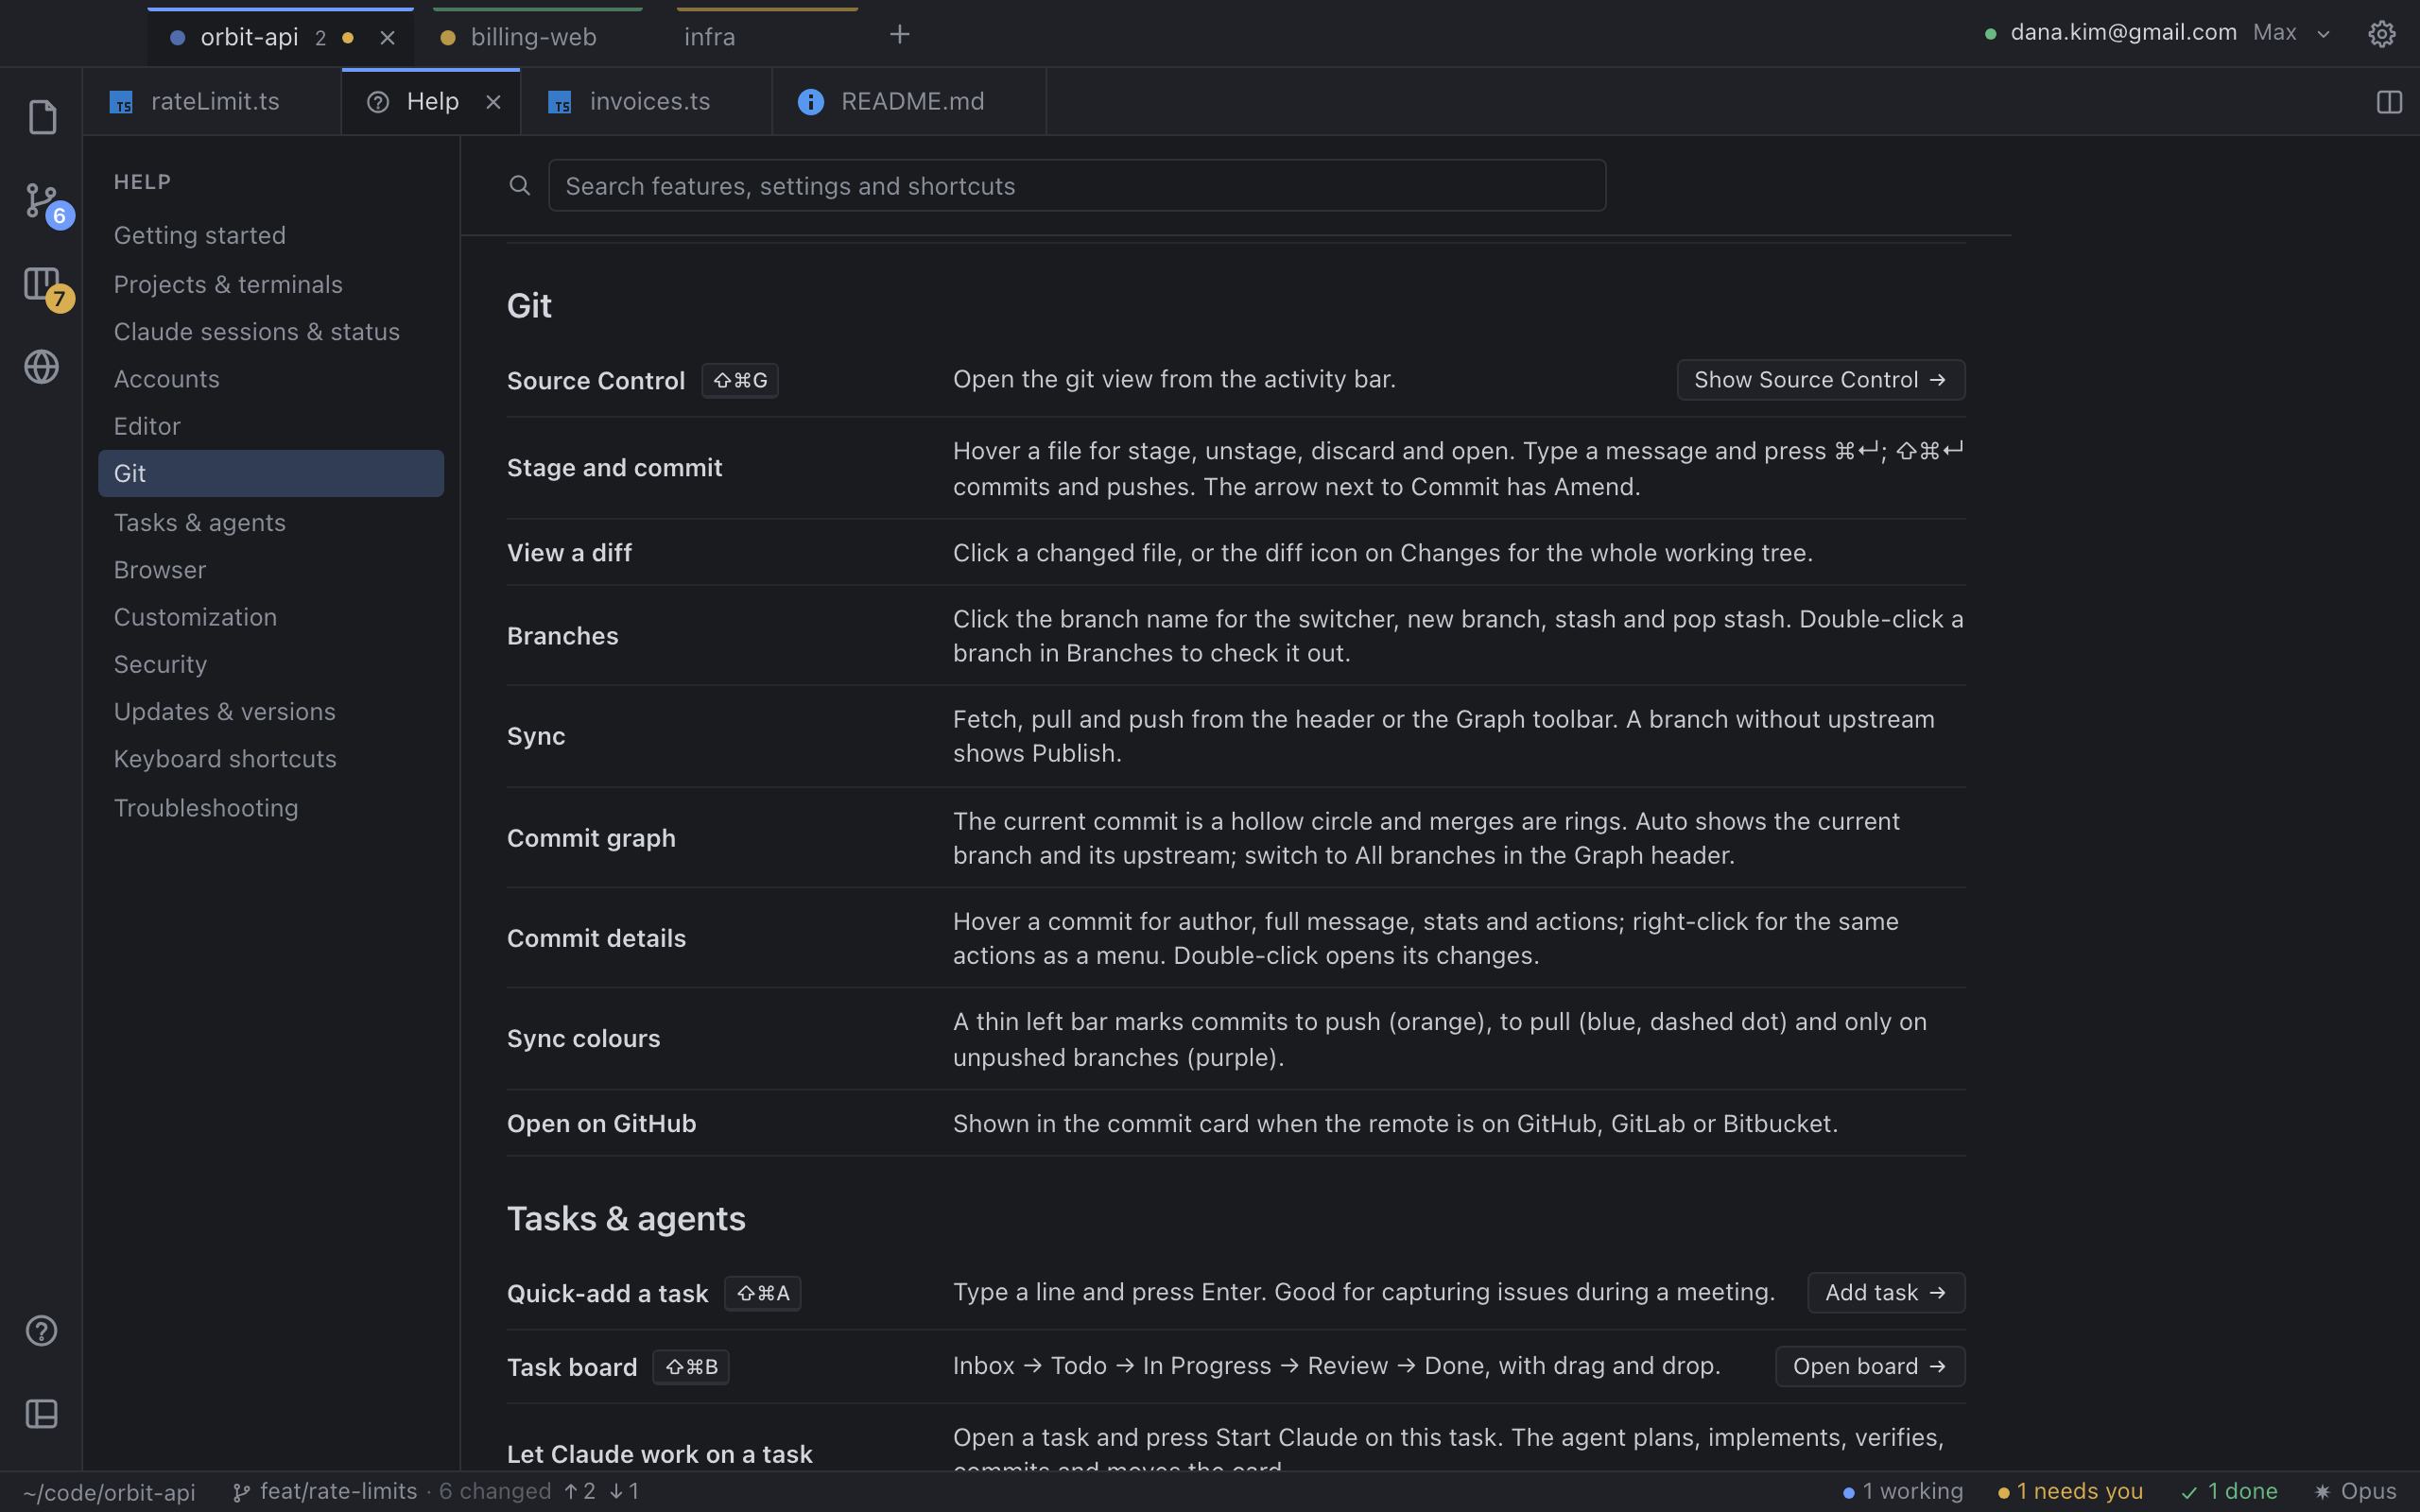 orbit-api 2
billing-web
infra
dana.kim@gmail.com Max
rateLimit.ts
Help
invoices.ts
README.md
6
7
HELP
Getting started
Projects & terminals
Claude sessions & status
Accounts
Editor
Git
Tasks & agents
Browser
Customization
Security
Updates & versions
Keyboard shortcuts
Troubleshooting
Search features, settings and shortcuts
Git
Source Control ⇧⌘G
Open the git view from the activity bar.
Show Source Control →
Stage and commit
Hover a file for stage, unstage, discard and open. Type a message and press ⌘↵; ⇧⌘↵
commits and pushes. The arrow next to Commit has Amend.
View a diff
Click a changed file, or the diff icon on Changes for the whole working tree.
Branches
Click the branch name for the switcher, new branch, stash and pop stash. Double-click a
branch in Branches to check it out.
Sync
Fetch, pull and push from the header or the Graph toolbar. A branch without upstream
shows Publish.
Commit graph
The current commit is a hollow circle and merges are rings. Auto shows the current
branch and its upstream; switch to All branches in the Graph header.
Commit details
Hover a commit for author, full message, stats and actions; right-click for the same
actions as a menu. Double-click opens its changes.
Sync colours
A thin left bar marks commits to push (orange), to pull (blue, dashed dot) and only on
unpushed branches (purple).
Open on GitHub
Shown in the commit card when the remote is on GitHub, GitLab or Bitbucket.
Tasks & agents
Quick-add a task ⇧⌘A
Type a line and press Enter. Good for capturing issues during a meeting.
Add task →
Task board ⇧⌘B
Inbox → Todo → In Progress → Review → Done, with drag and drop.
Open board →
Let Claude work on a task
Open a task and press Start Claude on this task. The agent plans, implements, verifies,
commits and moves the card.
~/code/orbit-api
feat/rate-limits · 6 changed ↑2 ↓1
1 working
1 needs you
✓ 1 done
Opus